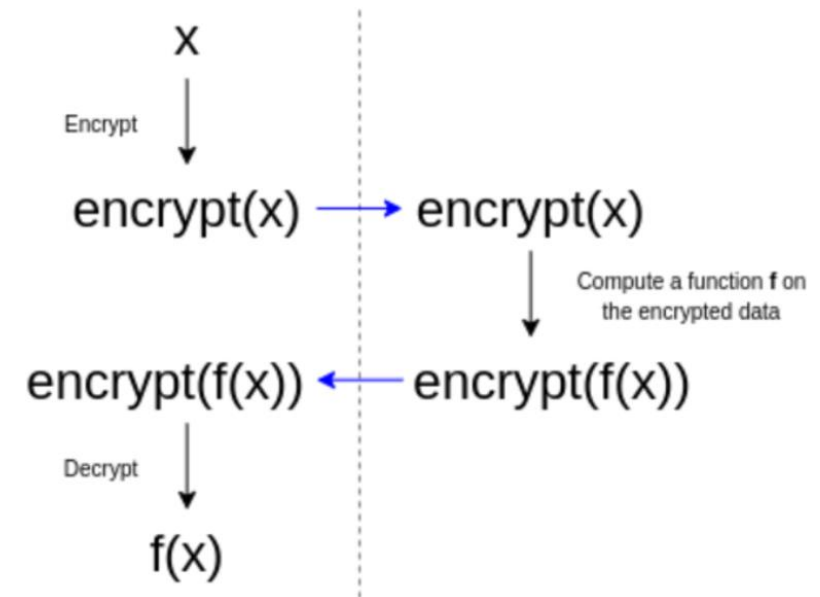 x
Encrypt
encrypt(x)
encrypt(x)
Compute a function f on
the encrypted data
encrypt(f(x))
encrypt(f(x))
Decrypt
f(x)